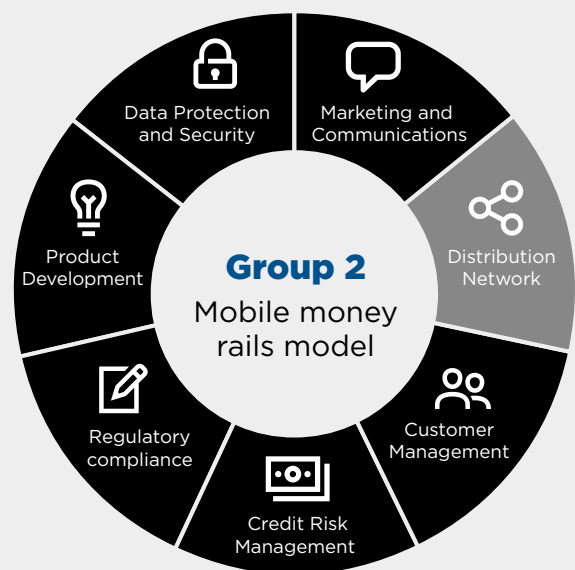 Data Protection
and Security
Marketing and
Communications
Distribution
Network
Customer
Management
Credit Risk
Management
Regulatory
compliance
Product
Development
Group 2
Mobile money
rails model